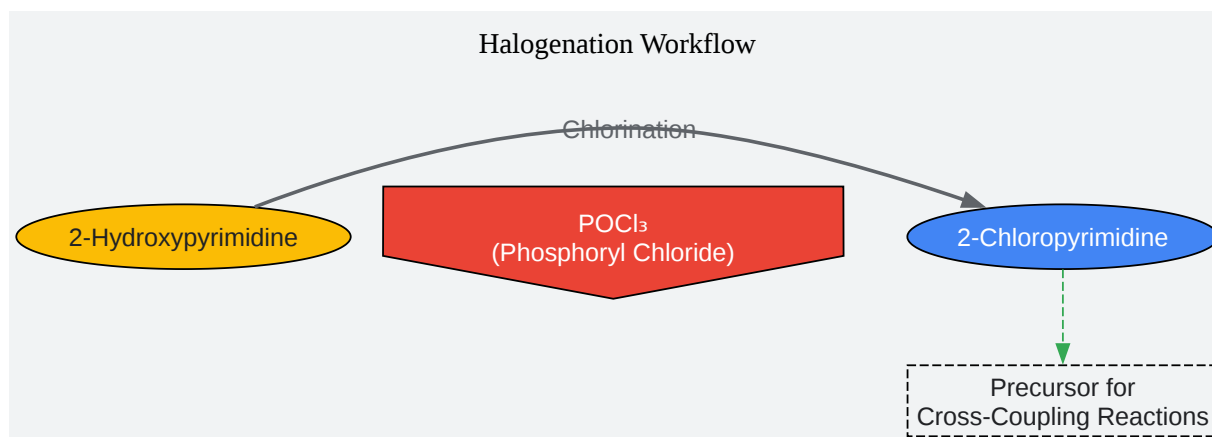 Halogenation Workflow
Chlorination
2-Hydroxypyrimidine
POCl₃
(Phosphoryl Chloride)
2-Chloropyrimidine
Precursor for
Cross-Coupling Reactions